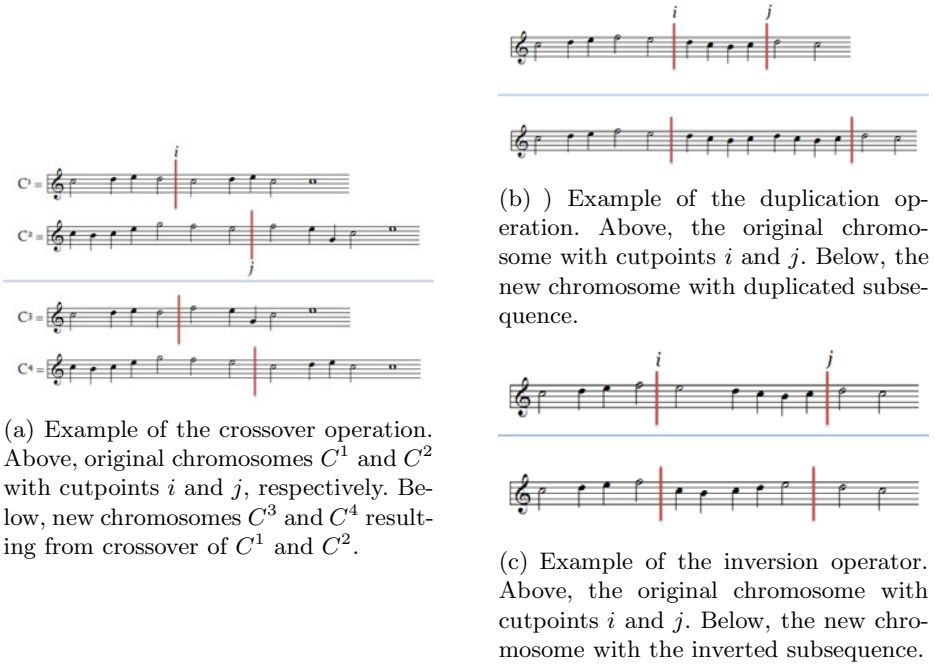 i
C¹ =
C² =
j
C³ =
C⁴ =
(a) Example of the crossover operation.
Above, original chromosomes C¹ and C²
with cutpoints i and j, respectively. Be-
low, new chromosomes C³ and C⁴ result-
ing from crossover of C¹ and C².
i j
(b) ) Example of the duplication op-
eration. Above, the original chromo-
some with cutpoints i and j. Below, the
new chromosome with duplicated subse-
quence.
i j
(c) Example of the inversion operator.
Above, the original chromosome with
cutpoints i and j. Below, the new chro-
mosome with the inverted subsequence.